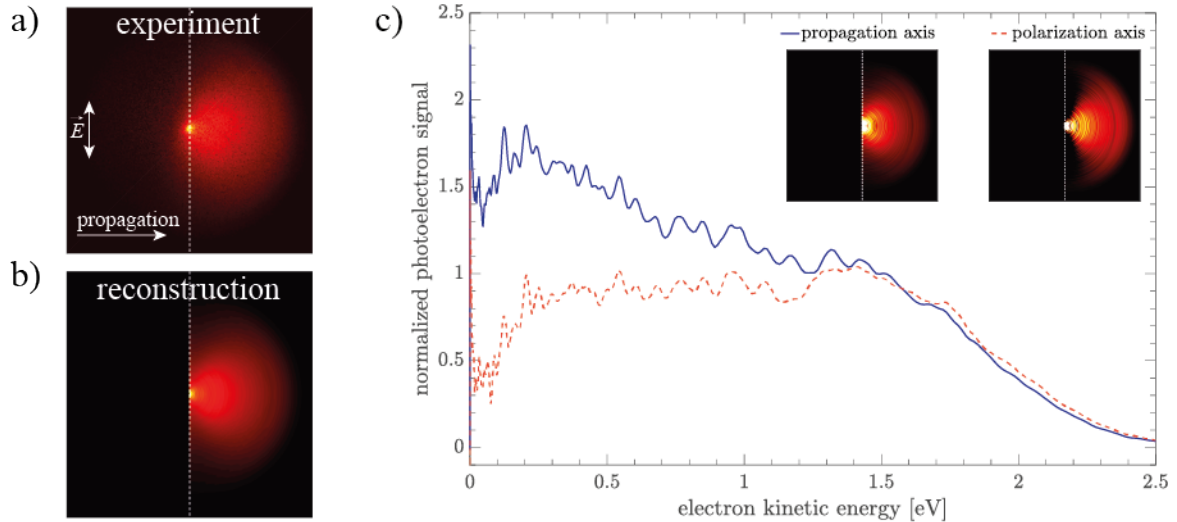 a)
experiment
E
propagation
b)
reconstruction
c)
2.5
2
1.5
1
0.5
0
normalized photoelectron signal
propagation axis
polarization axis
0
0.5
1
1.5
2
2.5
electron kinetic energy [eV]